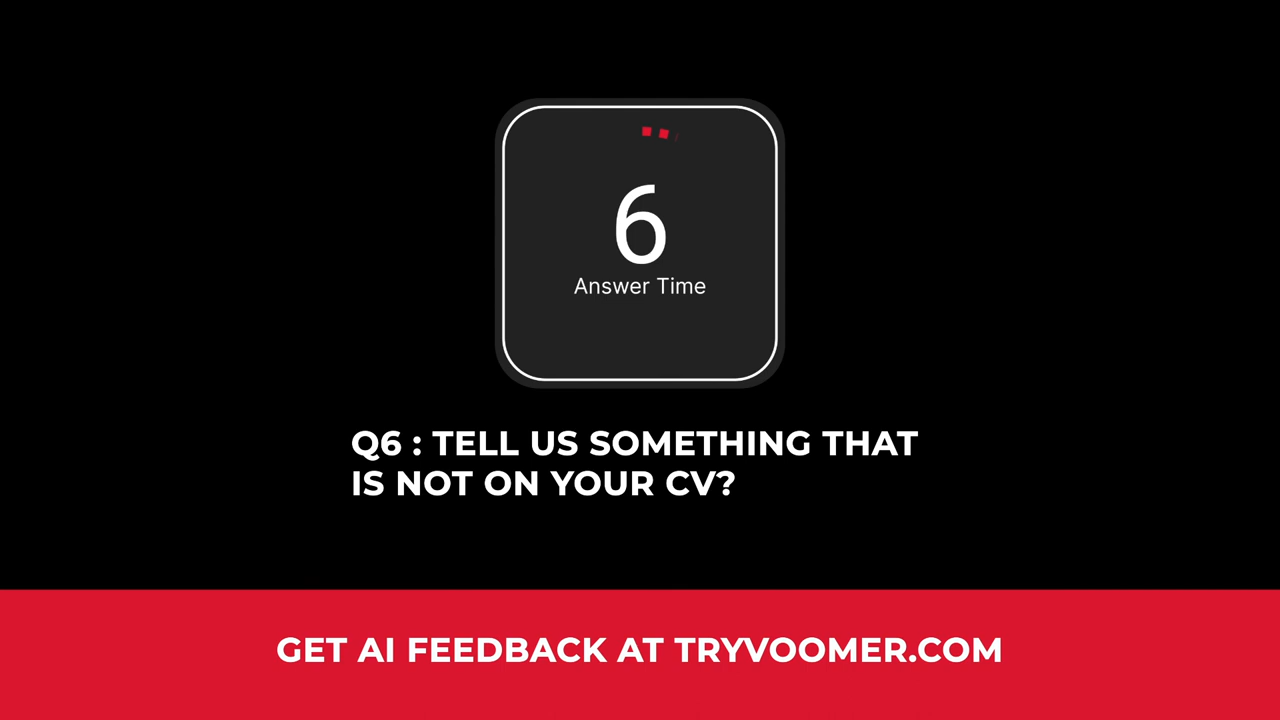 6
Answer Time
Q6 : TELL US SOMETHING THAT
IS NOT ON YOUR CV?
GET AI FEEDBACK AT TRYVOOMER.COM